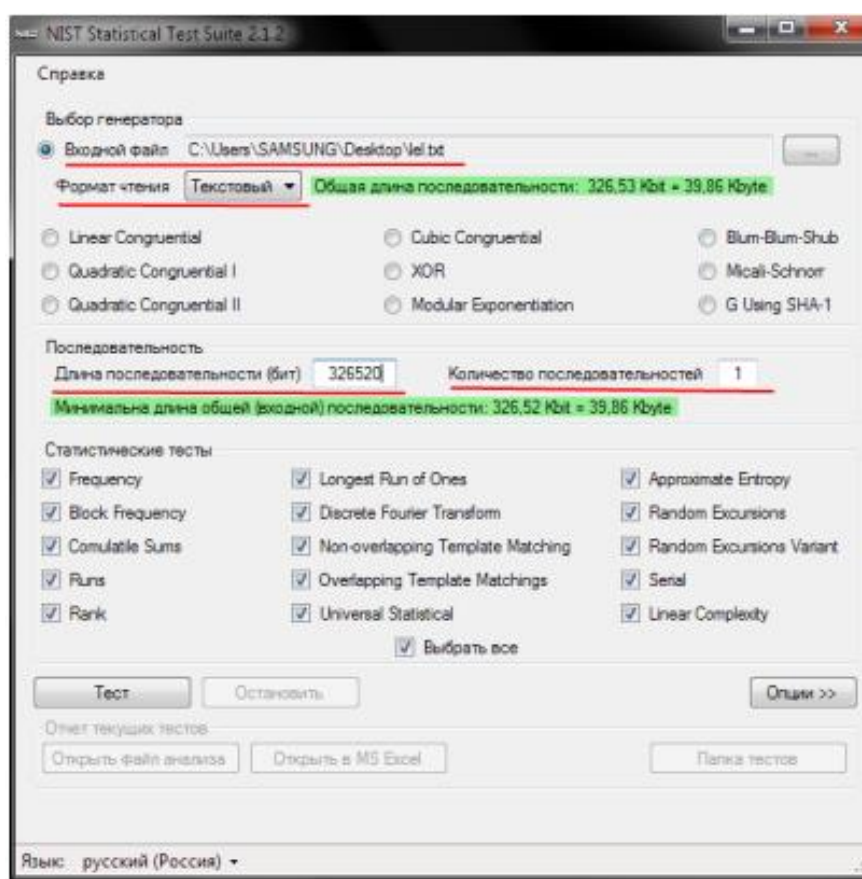 NIST Statistical Test Suite 2.1.2
Справка
Выбор генератора
Входной файл C:\Users\SAMSUNG\Desktop\lel.txt ...
Формат чтения Текстовый Общая длина последовательности: 326,53 Kbit = 39,86 Kbyte
Linear Congruential Cubic Congruential Blum-Blum-Shub
Quadratic Congruential I XOR Micali-Schnorr
Quadratic Congruential II Modular Exponentiation G Using SHA-1
Последовательность
Длина последовательности (бит) 326520 Количество последовательностей 1
Минимальна длина общей (входной) последовательности: 326,52 Kbit = 39,86 Kbyte
Статистические тесты
Frequency Longest Run of Ones Approximate Entropy
Block Frequency Discrete Fourier Transform Random Excursions
Comulatile Sums Non-overlapping Template Matching Random Excursions Variant
Runs Overlapping Template Matchings Serial
Rank Universal Statistical Linear Complexity
Выбрать все
Тест Остановить Опции >>
Отчет текущих тестов
Открыть файл анализа Открыть в MS Excel Папка тестов
Язык: русский (Россия)